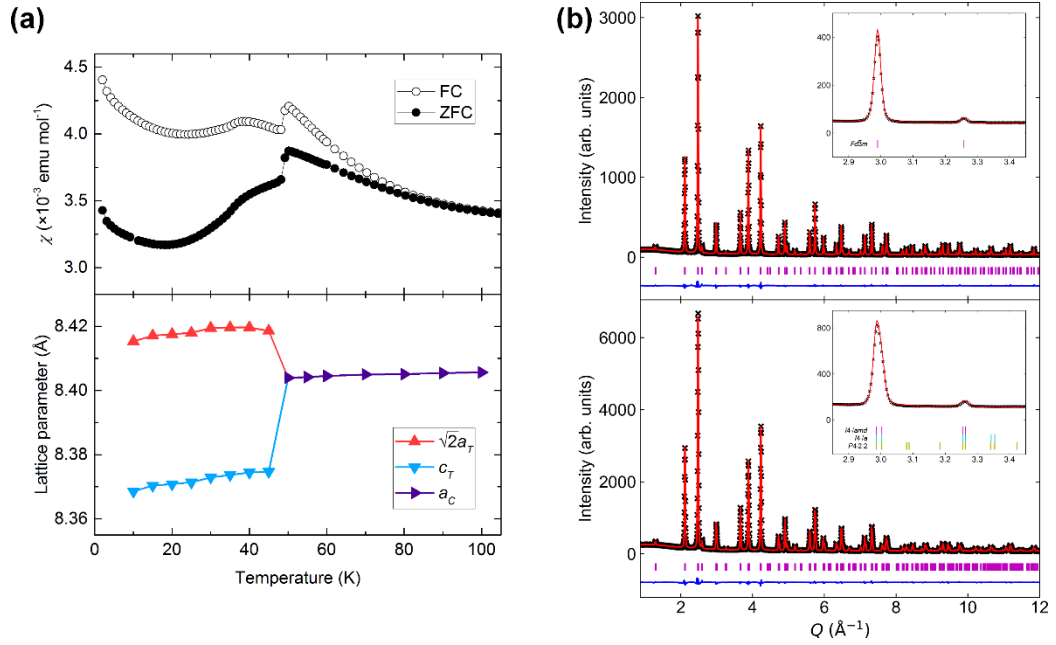 (a)
4.5
4.0
3.5
3.0
χ (×10⁻³ emu mol⁻¹)
FC
ZFC
8.42
8.40
8.38
8.36
Lattice parameter (Å)
√2a_T
c_T
a_C
0
20
40
60
80
100
Temperature (K)
(b)
3000
2000
1000
0
Intensity (arb. units)
400
200
0
Fd3̄m
2.9
3.0
3.1
3.2
3.3
3.4
6000
4000
2000
0
Intensity (arb. units)
800
400
0
I4₁/amd
I4₁/a
P4₁2₁2
2.9
3.0
3.1
3.2
3.3
3.4
2
4
6
8
10
12
Q (Å⁻¹)